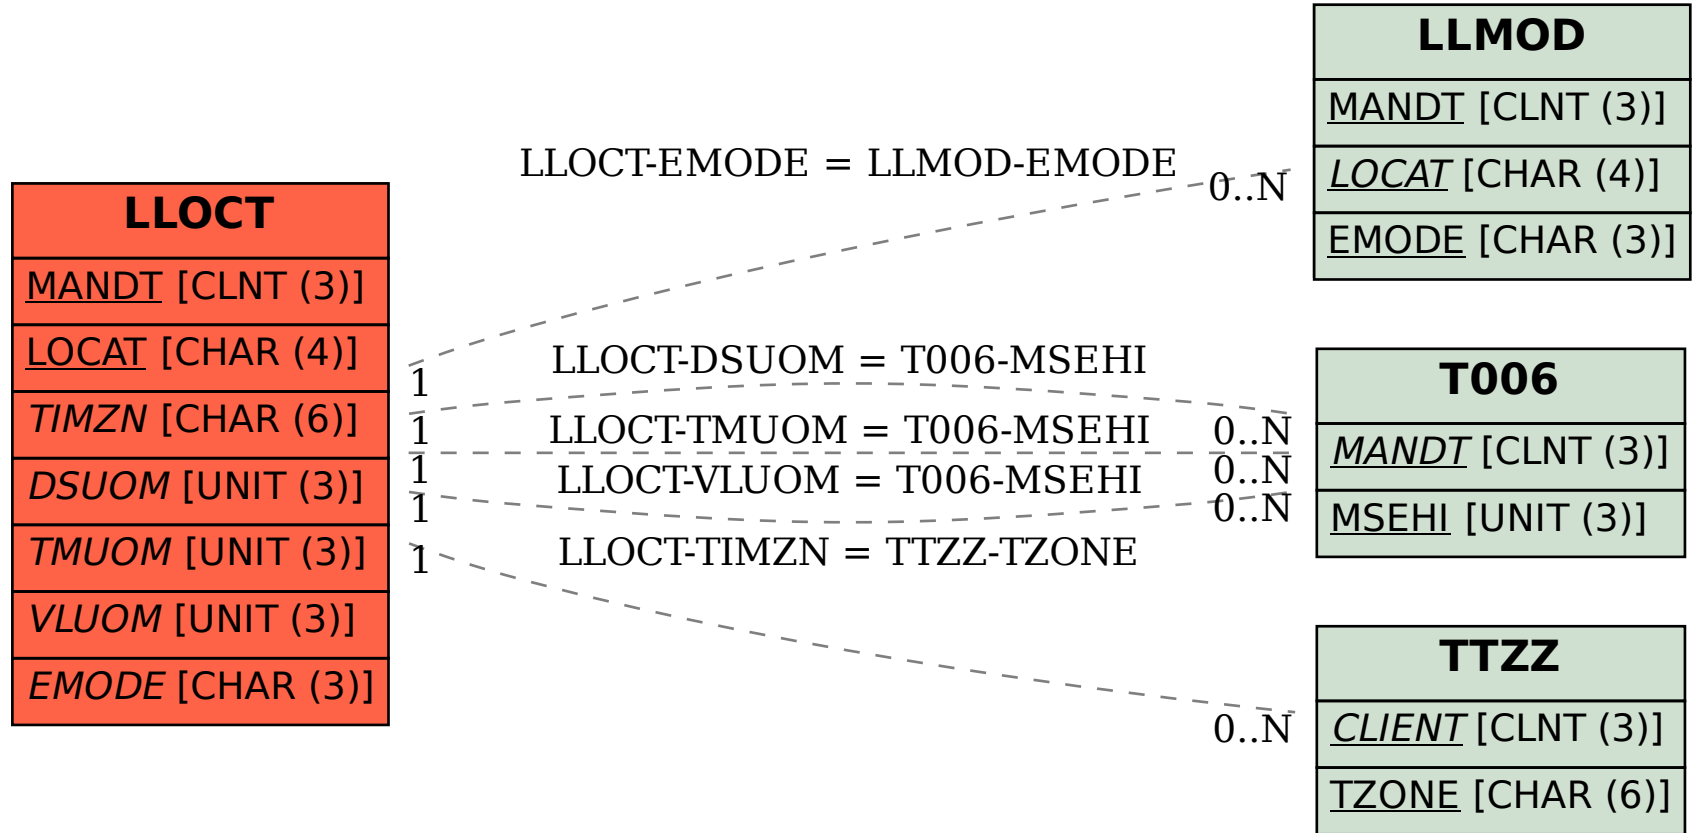 LLOCT
MANDT [CLNT (3)]
LOCAT [CHAR (4)]
TIMZN [CHAR (6)]
DSUOM [UNIT (3)]
TMUOM [UNIT (3)]
VLUOM [UNIT (3)]
EMODE [CHAR (3)]
LLOCT-EMODE = LLMOD-EMODE
0..N
1
LLOCT-DSUOM = T006-MSEHI
1
0..N
LLOCT-TMUOM = T006-MSEHI
1
0..N
LLOCT-VLUOM = T006-MSEHI
1
0..N
LLOCT-TIMZN = TTZZ-TZONE
1
0..N
LLMOD
MANDT [CLNT (3)]
LOCAT [CHAR (4)]
EMODE [CHAR (3)]
T006
MANDT [CLNT (3)]
MSEHI [UNIT (3)]
TTZZ
CLIENT [CLNT (3)]
TZONE [CHAR (6)]